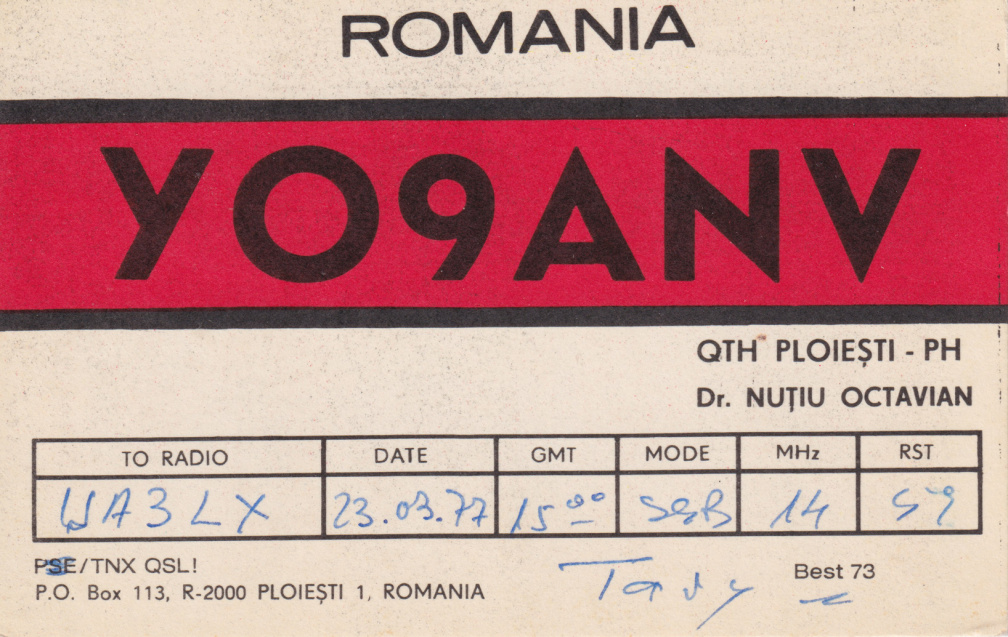 ROMANIA
YO9ANV
QTH PLOIEȘTI - PH
Dr. NUȚIU OCTAVIAN
TO RADIO DATE GMT MODE MHz RST
WA3LX 23.03.77 15⁰⁰ SSB 14 59
PSE/TNX QSL! Best 73
P.O. Box 113, R-2000 PLOIEȘTI 1, ROMANIA